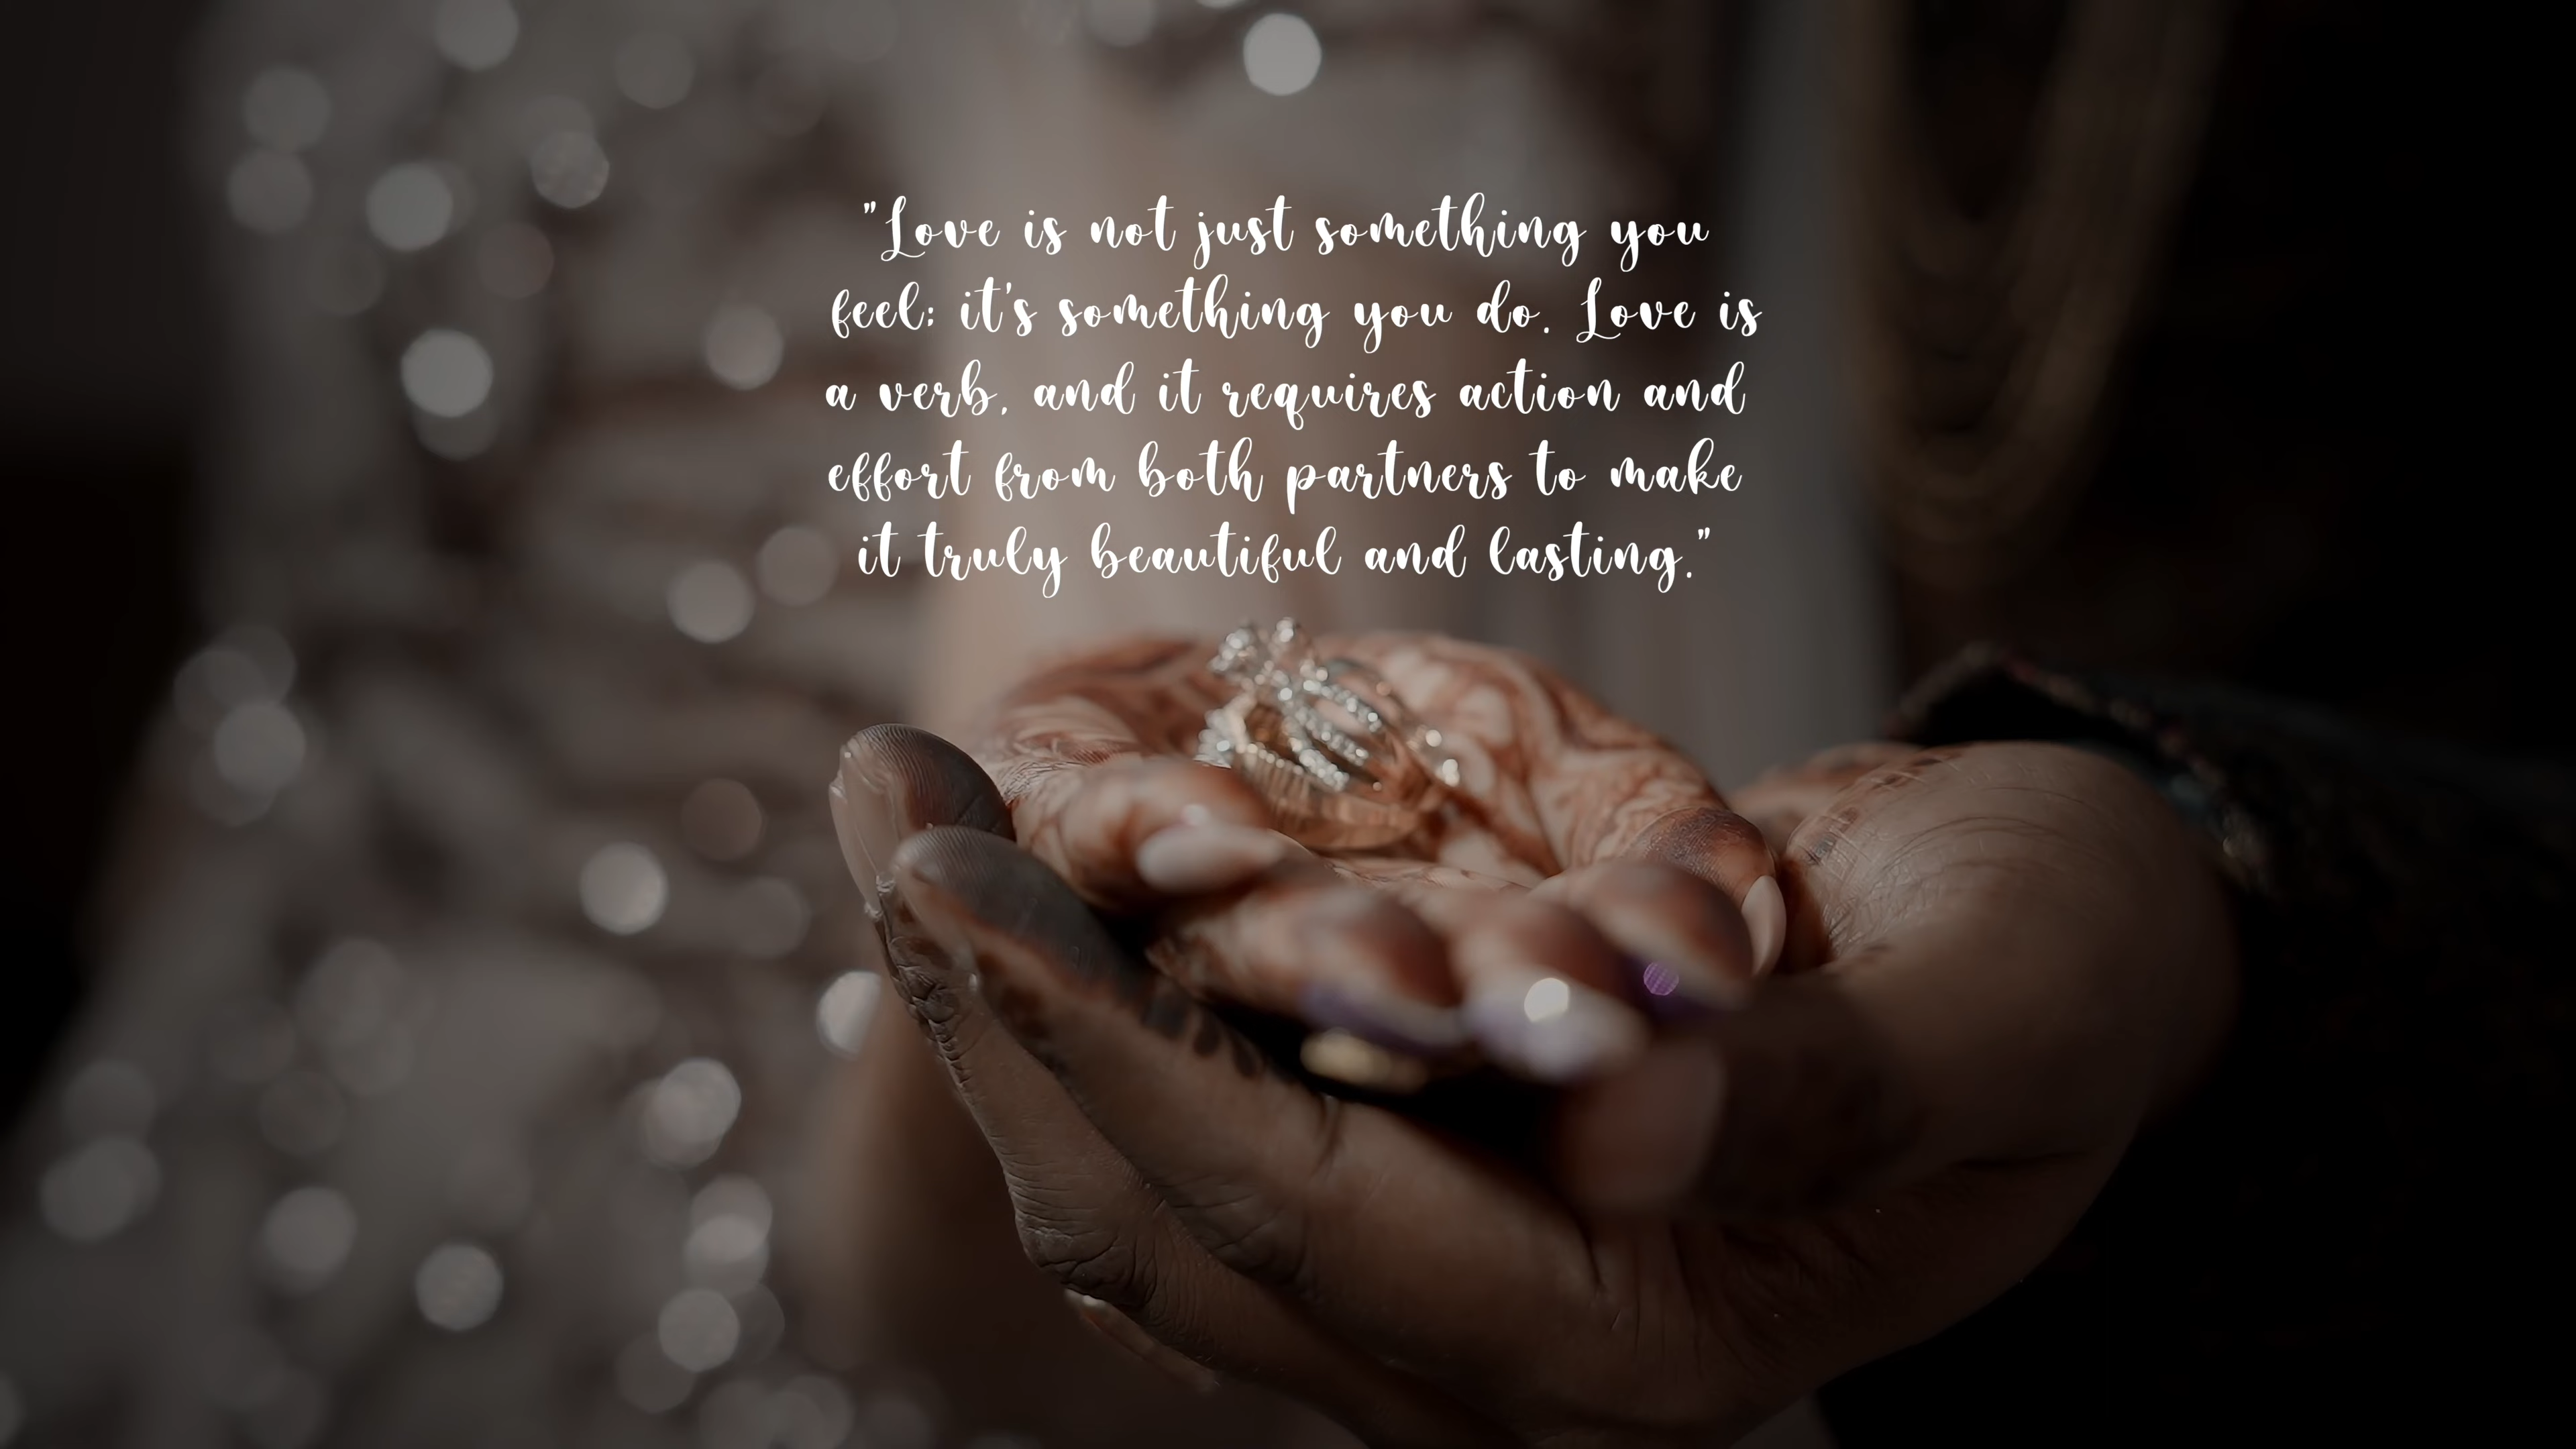 "Love is not just something you
feel; it's something you do. Love is
a verb, and it requires action and
effort from both partners to make
it truly beautiful and lasting."